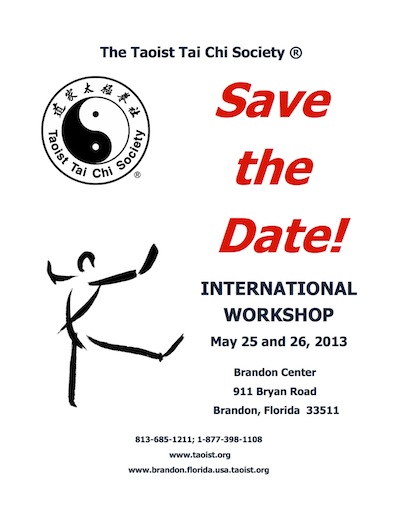 The Taoist Tai Chi Society ®
道家太極拳社
Taoist Tai Chi Society
®
Save
the
Date!
INTERNATIONAL
WORKSHOP
May 25 and 26, 2013
Brandon Center
911 Bryan Road
Brandon, Florida 33511
813-685-1211; 1-877-398-1108
www.taoist.org
www.brandon.florida.usa.taoist.org